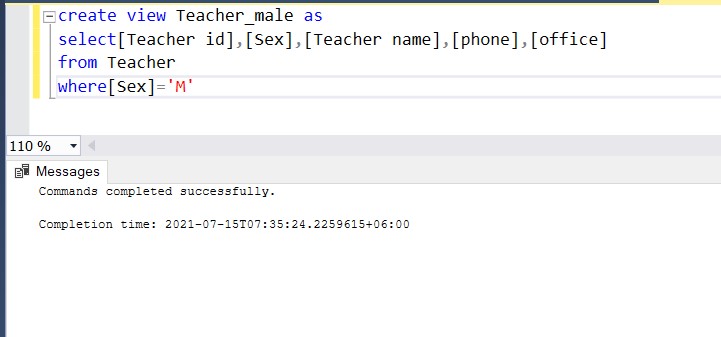 create view Teacher_male as
select[Teacher id],[Sex],[Teacher name],[phone],[office]
from Teacher
where[Sex]='M'
110 %
Messages
Commands completed successfully.
Completion time: 2021-07-15T07:35:24.2259615+06:00